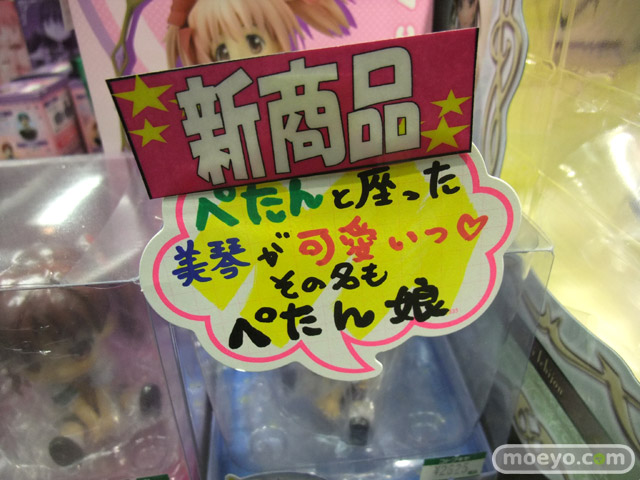 新商品
ぺたんと座った
美琴が可愛いっ♡
その名も
ぺたん娘
moeyo.com